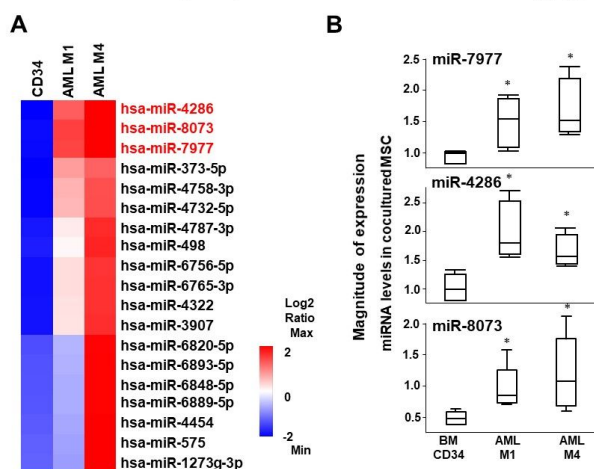 A
CD34
AML M1
AML M4
hsa-miR-4286
hsa-miR-8073
hsa-miR-7977
hsa-miR-373-5p
hsa-miR-4758-3p
hsa-miR-4732-5p
hsa-miR-4787-3p
hsa-miR-498
hsa-miR-6756-5p
hsa-miR-6765-3p
hsa-miR-4322
hsa-miR-3907
hsa-miR-6820-5p
hsa-miR-6893-5p
hsa-miR-6848-5p
hsa-miR-6889-5p
hsa-miR-4454
hsa-miR-575
hsa-miR-1273g-3p
Log2
Ratio
Max
2
0
-2
Min
B
Magnitude of expression
miRNA levels in cocultured MSC
miR-7977
2.5
2.0
1.5
1.0
*
*
miR-4286
2.5
2.0
1.5
1.0
*
*
miR-8073
2.0
1.5
1.0
0.5
*
*
BM
CD34
AML
M1
AML
M4